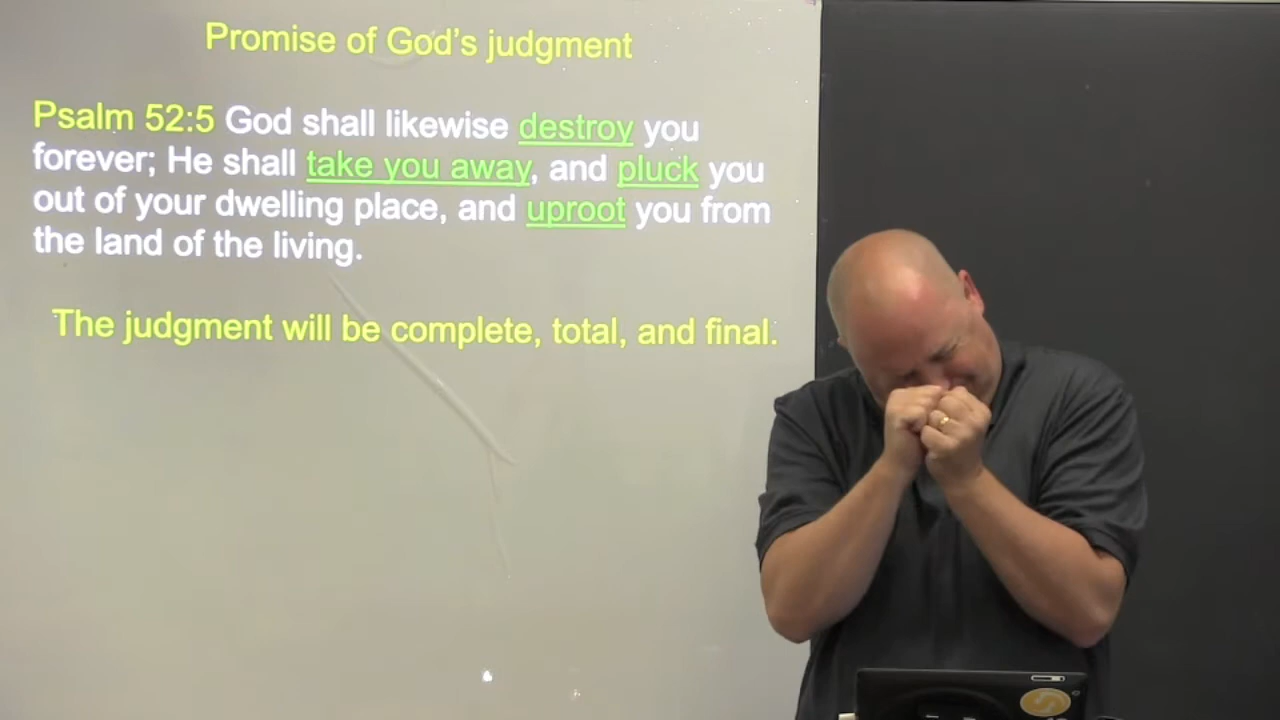 Promise of God's judgment
Psalm 52:5 God shall likewise destroy you
forever; He shall take you away, and pluck you
out of your dwelling place, and uproot you from
the land of the living.
The judgment will be complete, total, and final.